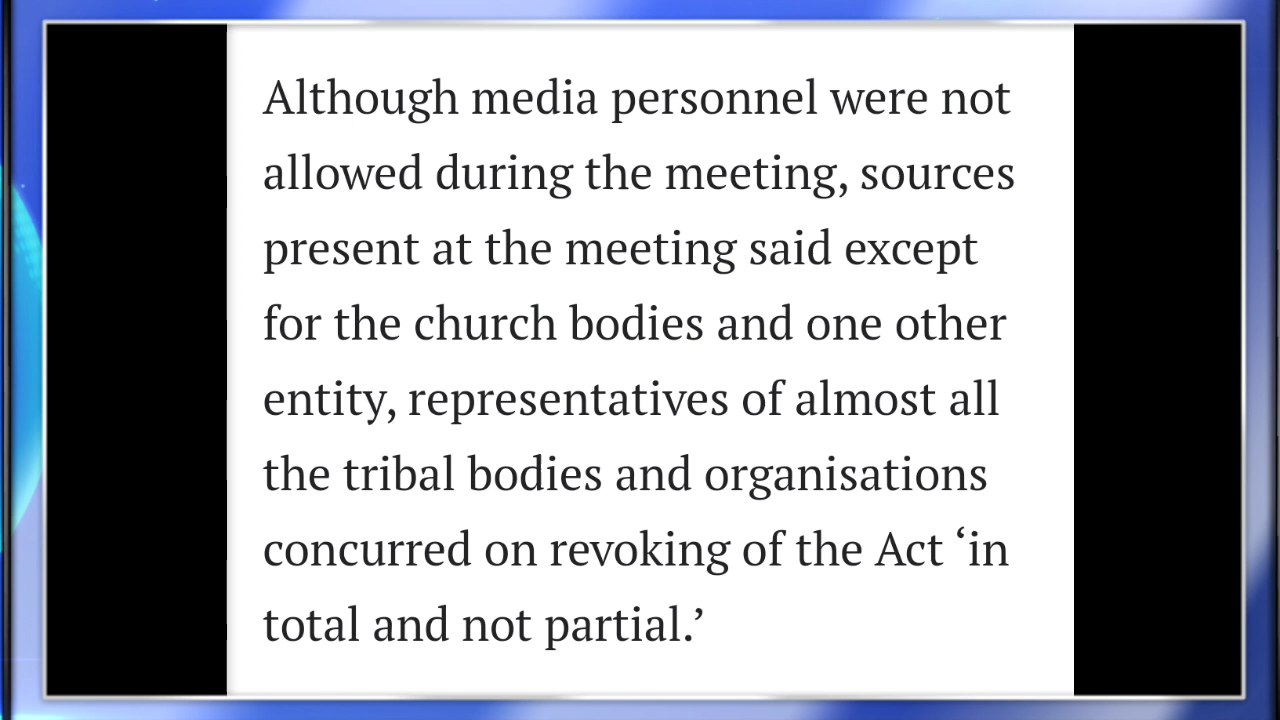 Although media personnel were not
allowed during the meeting, sources
present at the meeting said except
for the church bodies and one other
entity, representatives of almost all
the tribal bodies and organisations
concurred on revoking of the Act ‘in
total and not partial.’